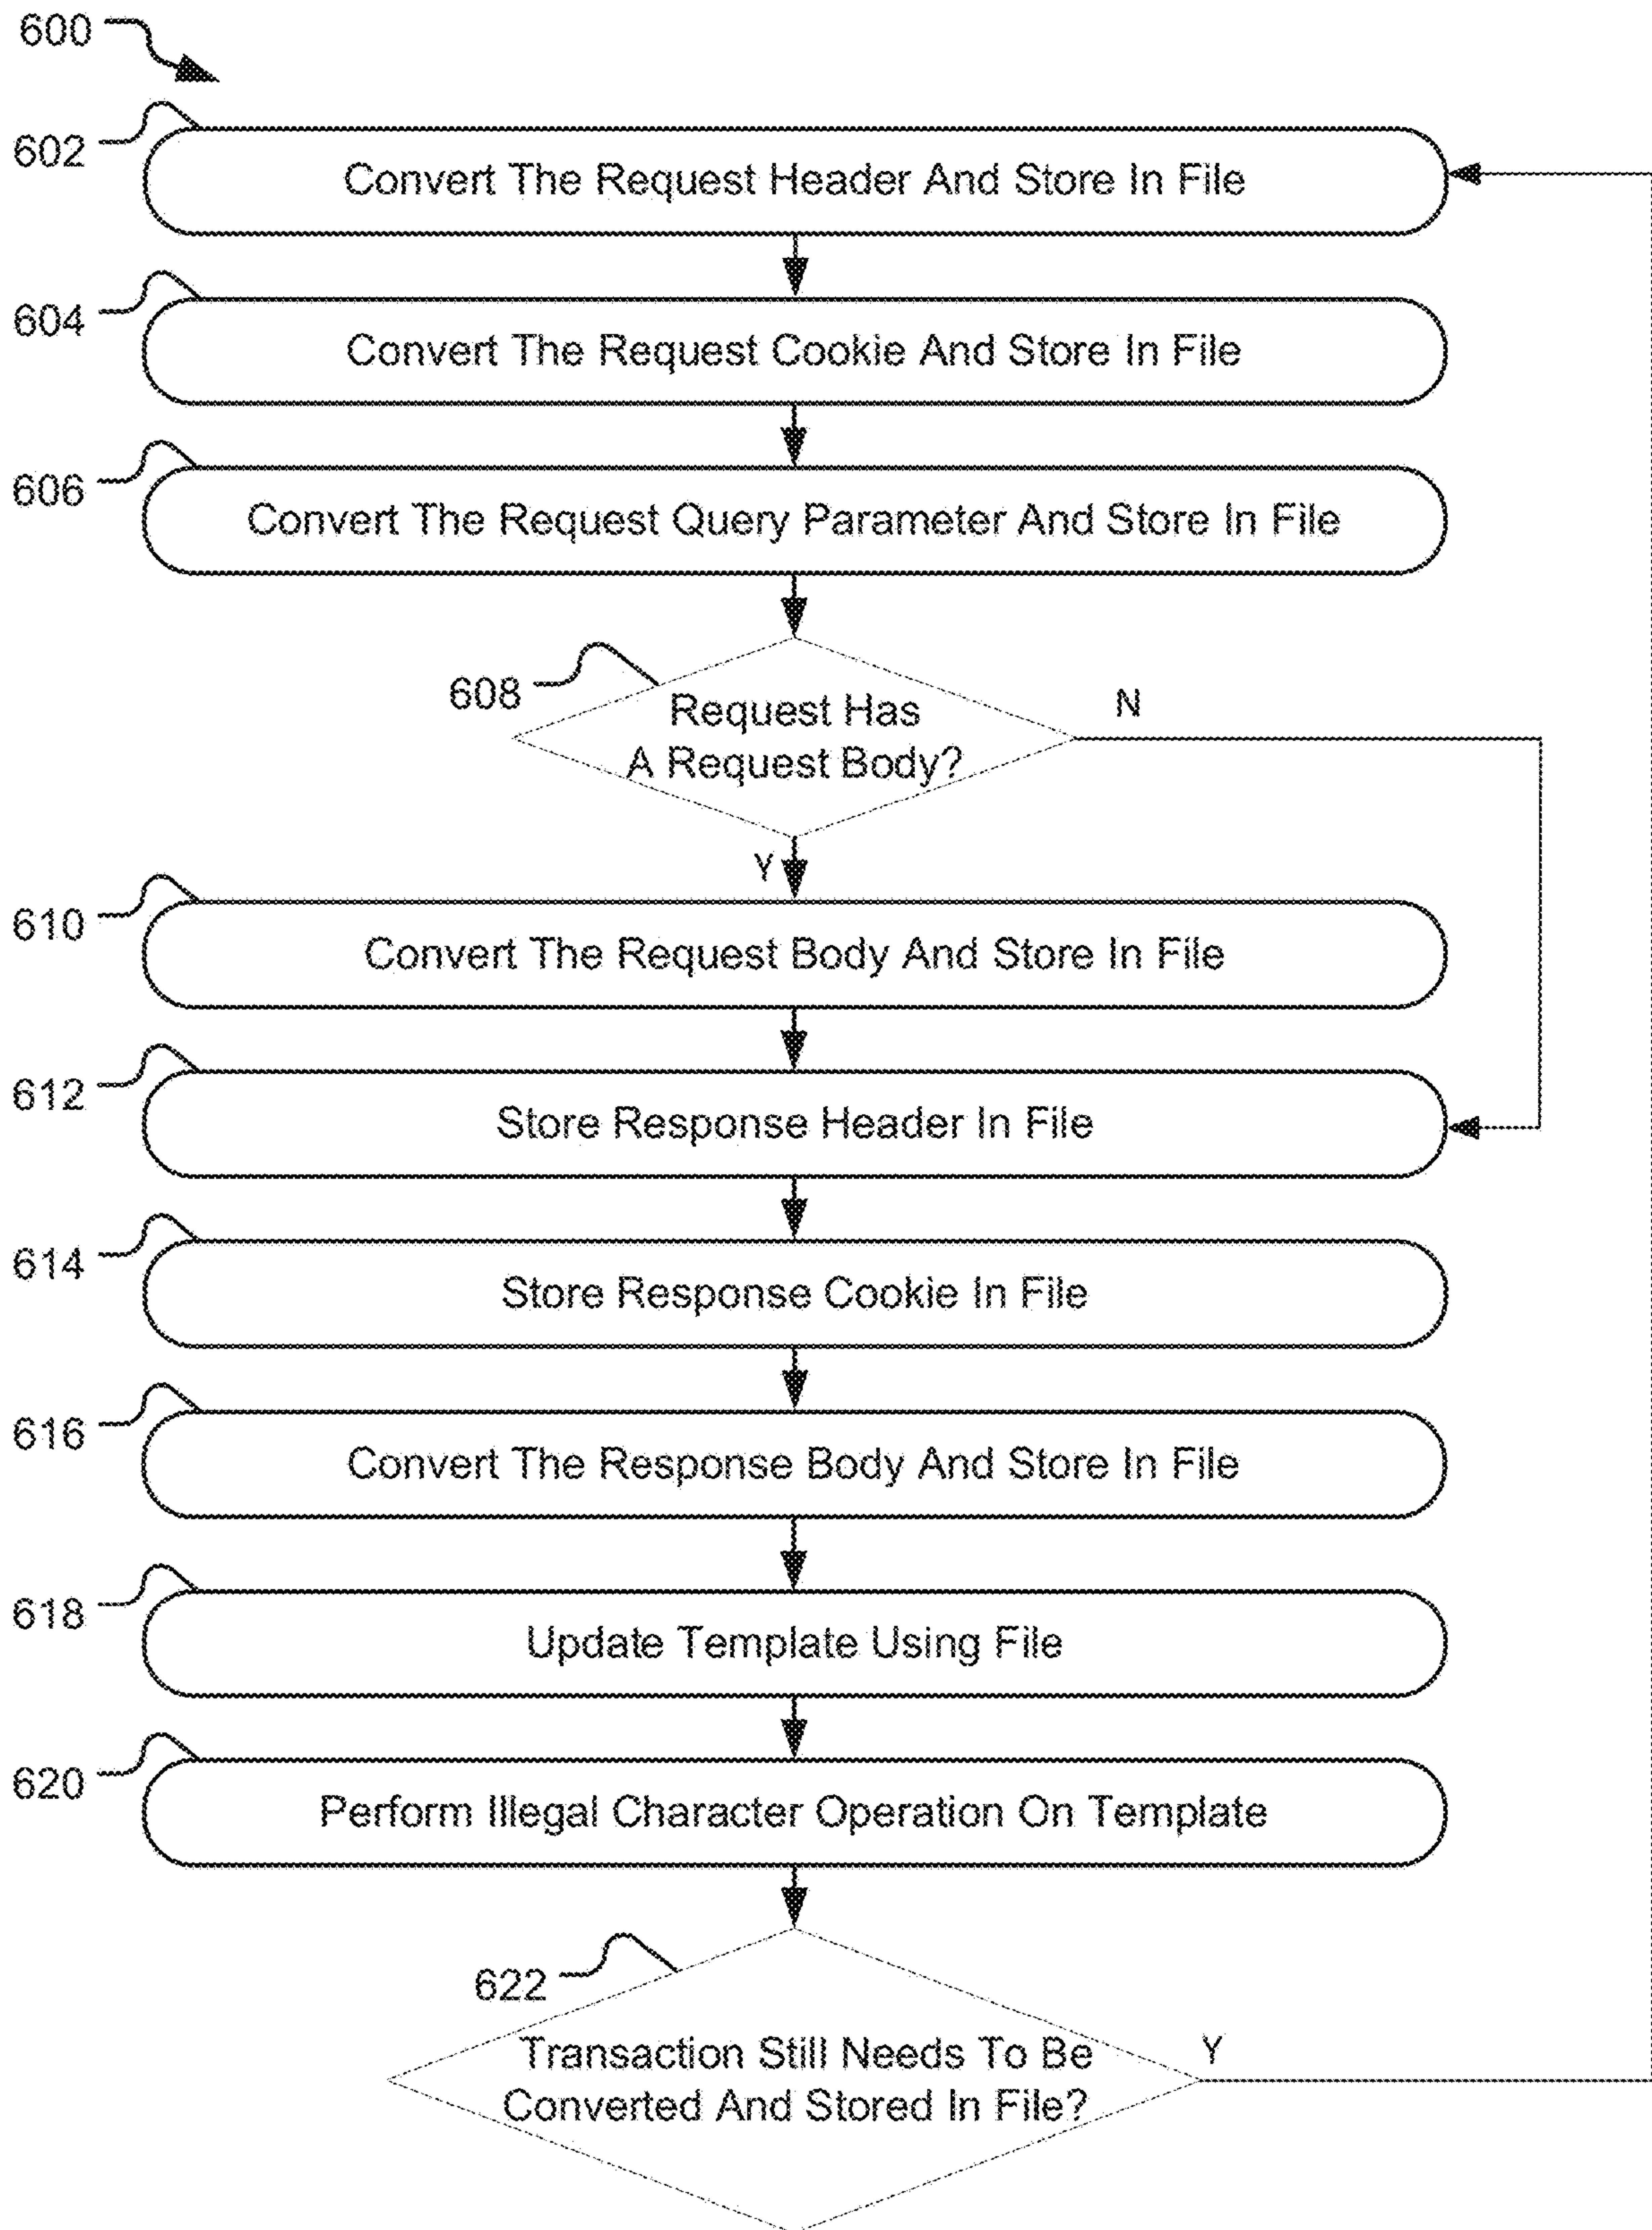 600
602
Convert The Request Header And Store In File
604
Convert The Request Cookie And Store In File
606
Convert The Request Query Parameter And Store In File
608
Request Has
A Request Body?
N
Y
610
Convert The Request Body And Store In File
612
Store Response Header In File
614
Store Response Cookie In File
616
Convert The Response Body And Store In File
618
Update Template Using File
620
Perform Illegal Character Operation On Template
622
Transaction Still Needs To Be
Converted And Stored In File?
Y